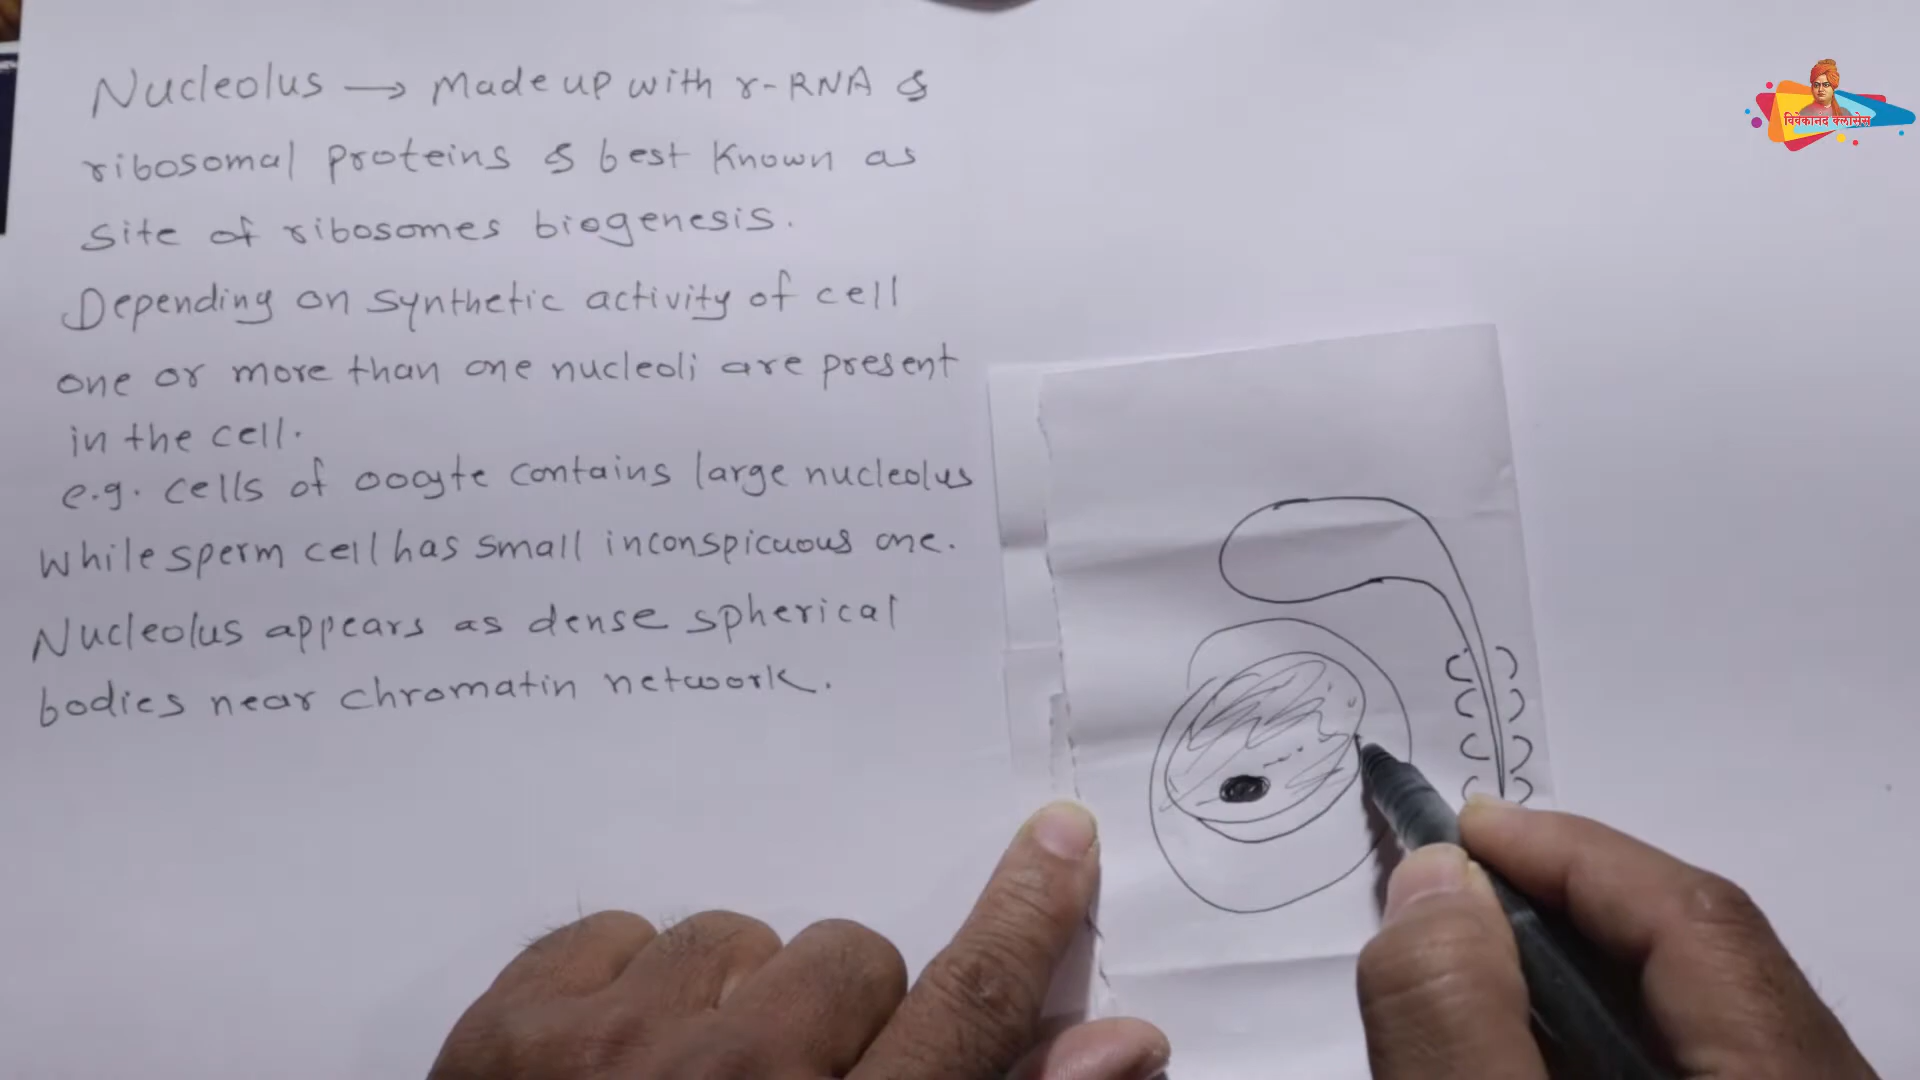 Nucleolus → Made up with r-RNA &
ribosomal proteins & best known as
site of ribosomes biogenesis.
Depending on synthetic activity of cell
one or more than one nucleoli are present
in the cell.
e.g. cells of oocyte contains large nucleolus
while sperm cell has small inconspicuous one.
Nucleolus appears as dense spherical
bodies near chromatin network.
विवेकानंद क्लासेस